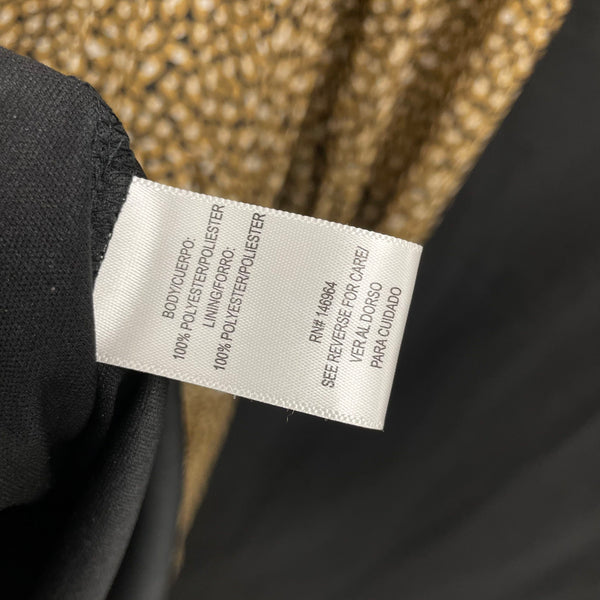 BODY/CUERPO:
100% POLYESTER/POLIESTER
LINING/FORRO:
100% POLYESTER/POLIESTER
RN# 146964
SEE REVERSE FOR CARE/
VER AL DORSO
PARA CUIDADO